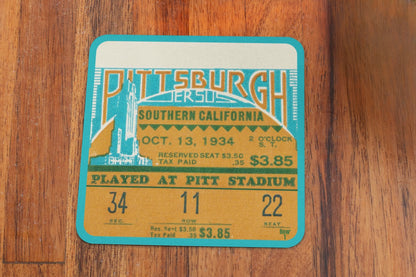 PITTSBURGH
VERSUS
SOUTHERN CALIFORNIA
OCT. 13, 1934 2 O'CLOCK S. T.
RESERVED SEAT $3.50
TAX PAID .35 $3.85
PLAYED AT PITT STADIUM
34 11 22
SEC. ROW SEAT
Res Seat $3.50
Tax Paid .35 $3.85
Row